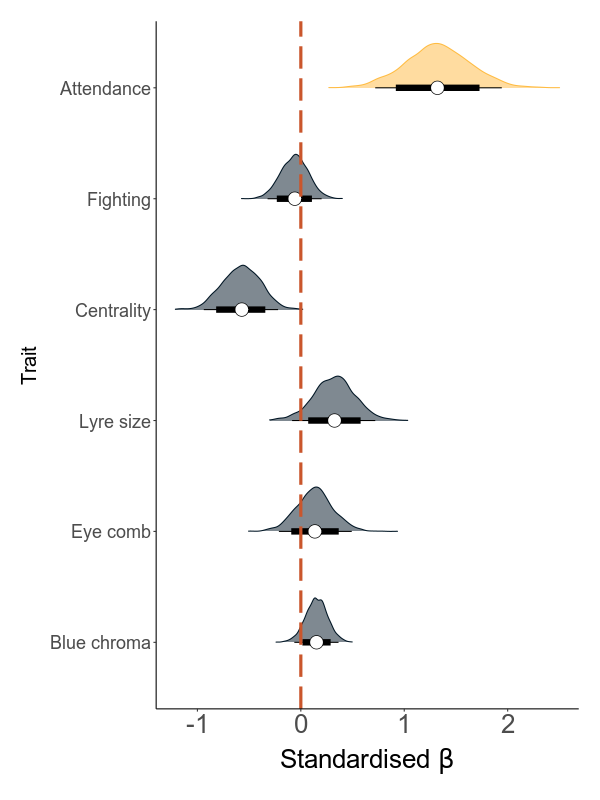 Attendance
Fighting
Centrality
Lyre size
Eye comb
Blue chroma
Trait
-1 0 1 2
Standardised β